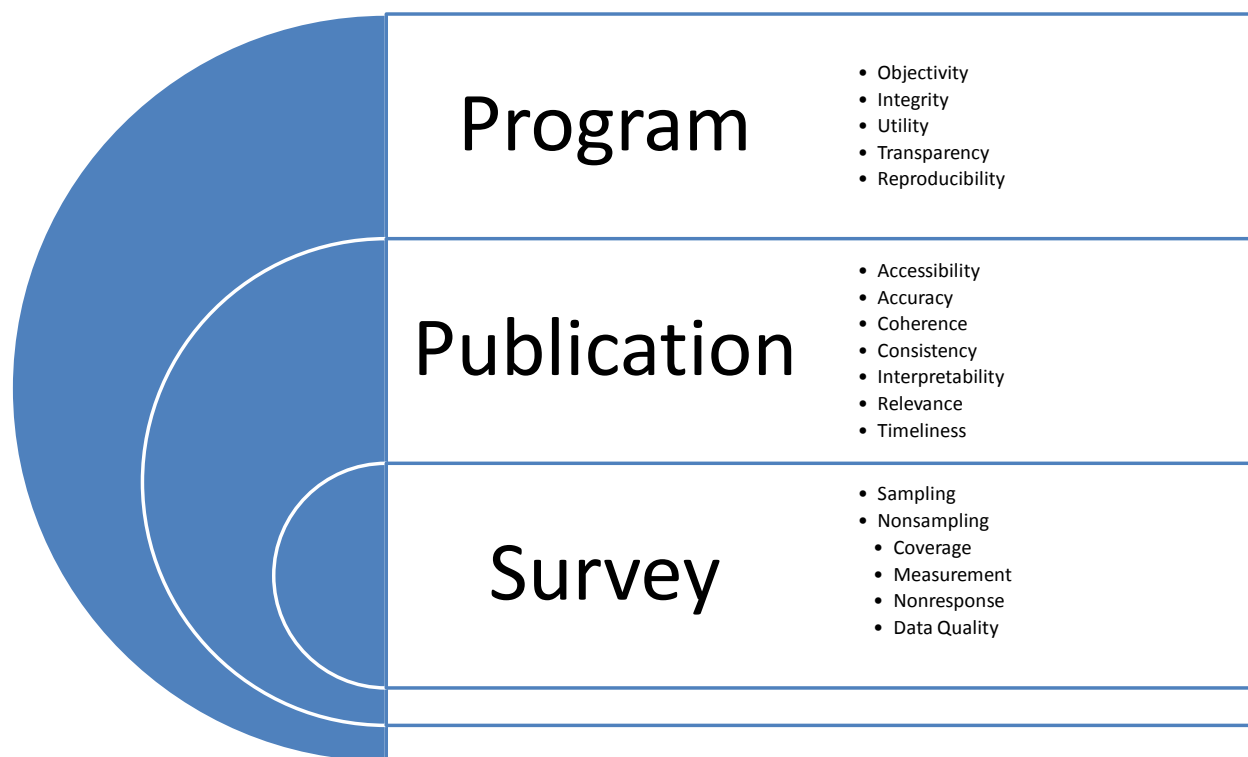 Program
• Objectivity
• Integrity
• Utility
• Transparency
• Reproducibility
Publication
• Accessibility
• Accuracy
• Coherence
• Consistency
• Interpretability
• Relevance
• Timeliness
Survey
• Sampling
• Nonsampling
• Coverage
• Measurement
• Nonresponse
• Data Quality